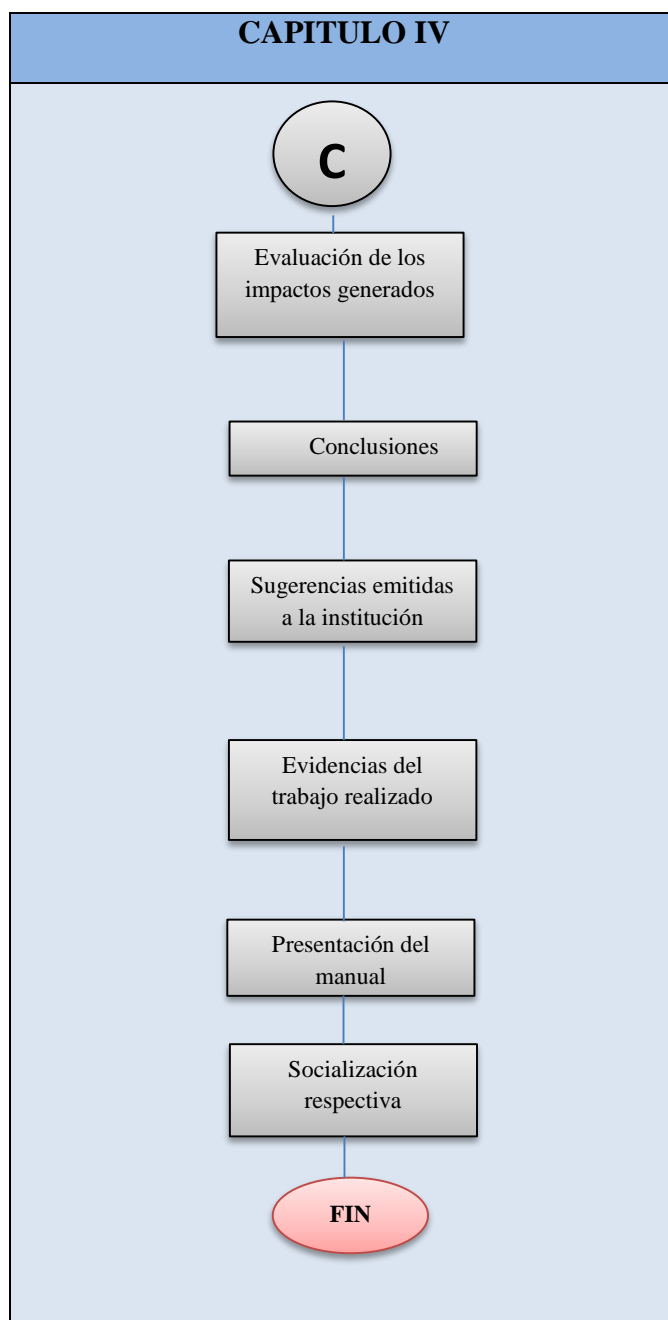 CAPITULO IV
C
Evaluación de los
impactos generados
Conclusiones
Sugerencias emitidas
a la institución
Evidencias del
trabajo realizado
Presentación del
manual
Socialización
respectiva
FIN